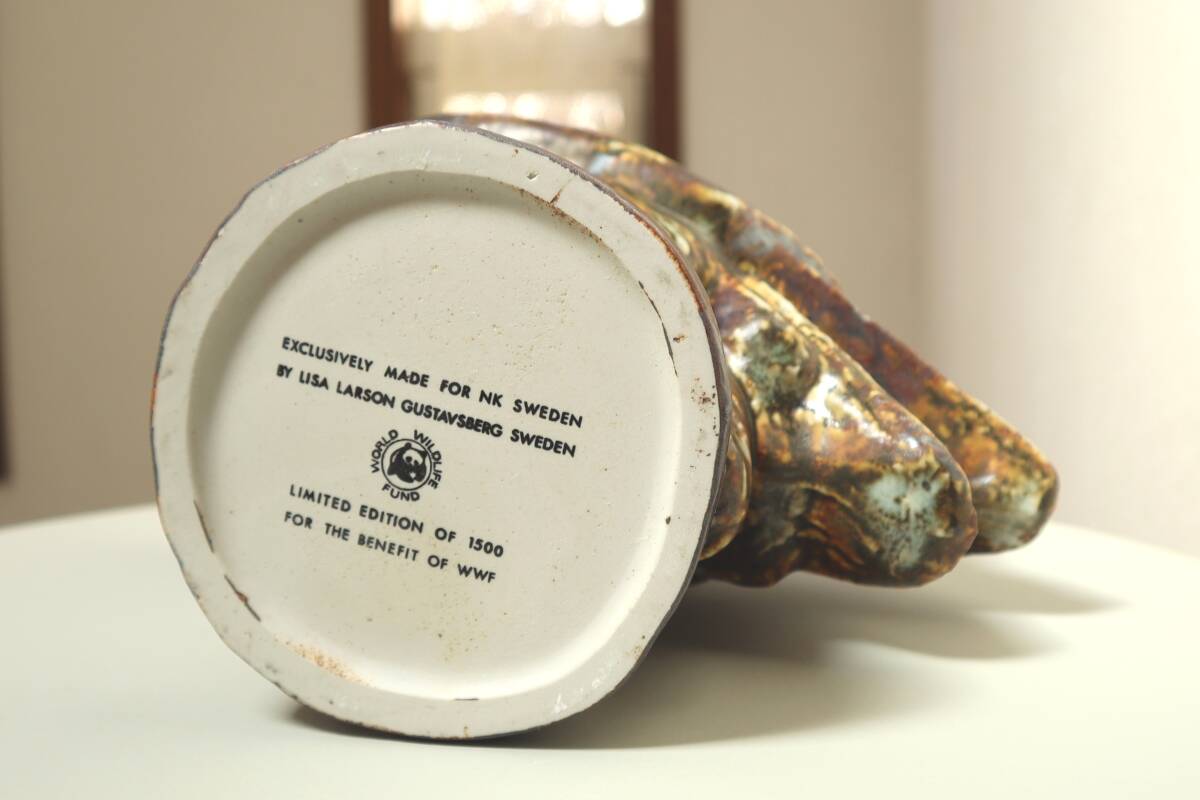 EXCLUSIVELY MADE FOR NK SWEDEN
BY LISA LARSON GUSTAVSBERG SWEDEN
WORLD WILDLIFE FUND
LIMITED EDITION OF 1500
FOR THE BENEFIT OF WWF